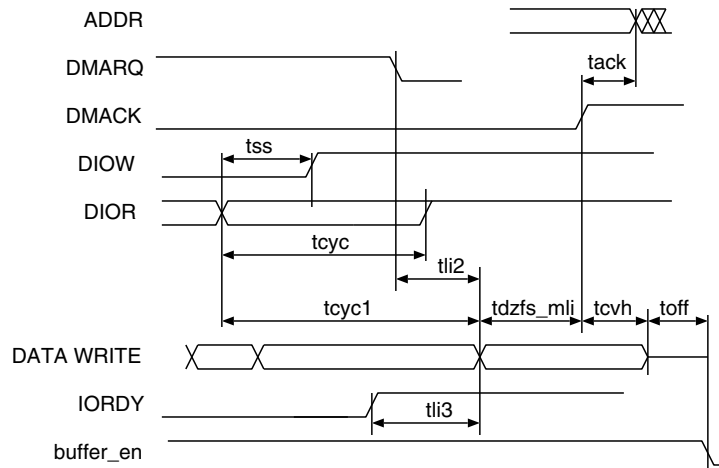 ADDR
DMARQ
tack
DMACK
tss
DIOW
DIOR
tcyc
tli2
tcyc1 tdzfs_mli tcvh toff
DATA WRITE
IORDY
tli3
buffer_en